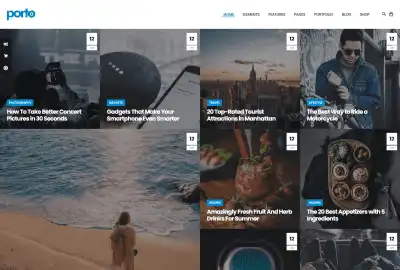 porto
HOME ELEMENTS FEATURES PAGES PORTFOLIO BLOG SHOP
12
12
12
12
PHOTOGRAPHY
How To Take Better Concert
Pictures in 30 Seconds
GADGETS
Gadgets That Make Your
Smartphone Even Smarter
TRAVEL
20 Top-Rated Tourist
Attractions In Manhattan
LIFESTYLE
The Best Way to Ride a
Motorcycle
12
12
12
RECIPES
Amazingly Fresh Fruit And Herb
Drinks For Summer
RECIPES
The 20 Best Appetizers with 5
Ingredients
12
12